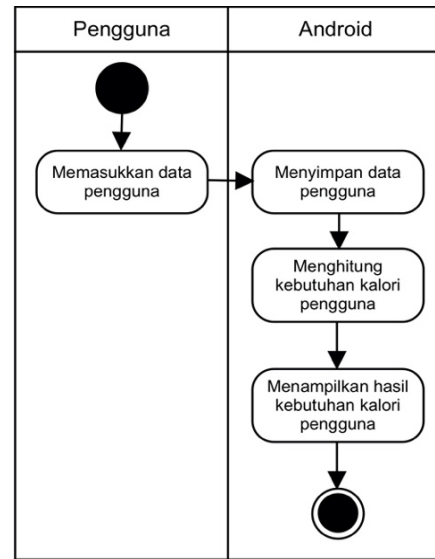 Pengguna
Android
Memasukkan data
pengguna
Menyimpan data
pengguna
Menghitung
kebutuhan kalori
pengguna
Menampilkan hasil
kebutuhan kalori
pengguna